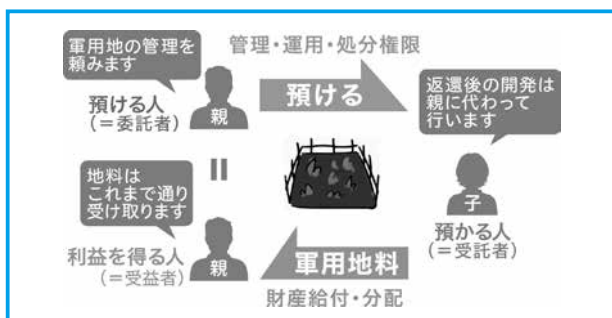 軍用地の管理を
頼みます
管理・運用・処分権限
預ける
返還後の開発は
親に代わって
行います
親
預ける人
(=委託者)
地料は
これまで通り
受け取ります
子
預かる人
(=受託者)
親
利益を得る人
(=受益者)
軍用地料
財産給付・分配